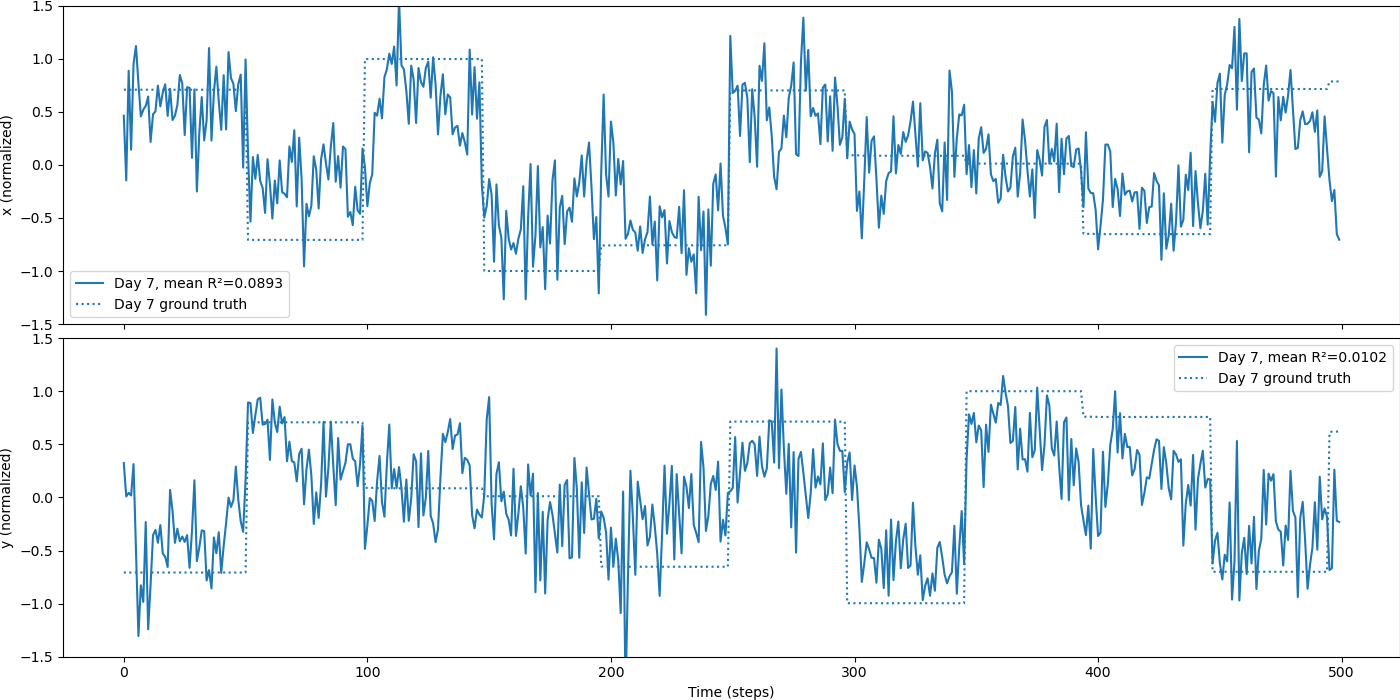 1.5
1.0
0.5
0.0
−0.5
−1.0
−1.5
x (normalized)
Day 7, mean R²=0.0893
Day 7 ground truth
1.5
1.0
0.5
0.0
−0.5
−1.0
−1.5
y (normalized)
Day 7, mean R²=0.0102
Day 7 ground truth
0 100 200 300 400 500
Time (steps)